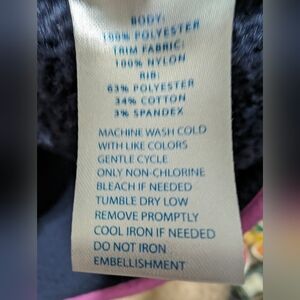 BODY:
100% POLYESTER
TRIM FABRIC:
100% NYLON
RIB:
63% POLYESTER
34% COTTON
3% SPANDEX
MACHINE WASH COLD
WITH LIKE COLORS
GENTLE CYCLE
ONLY NON-CHLORINE
BLEACH IF NEEDED
TUMBLE DRY LOW
REMOVE PROMPTLY
COOL IRON IF NEEDED
DO NOT IRON
EMBELLISHMENT